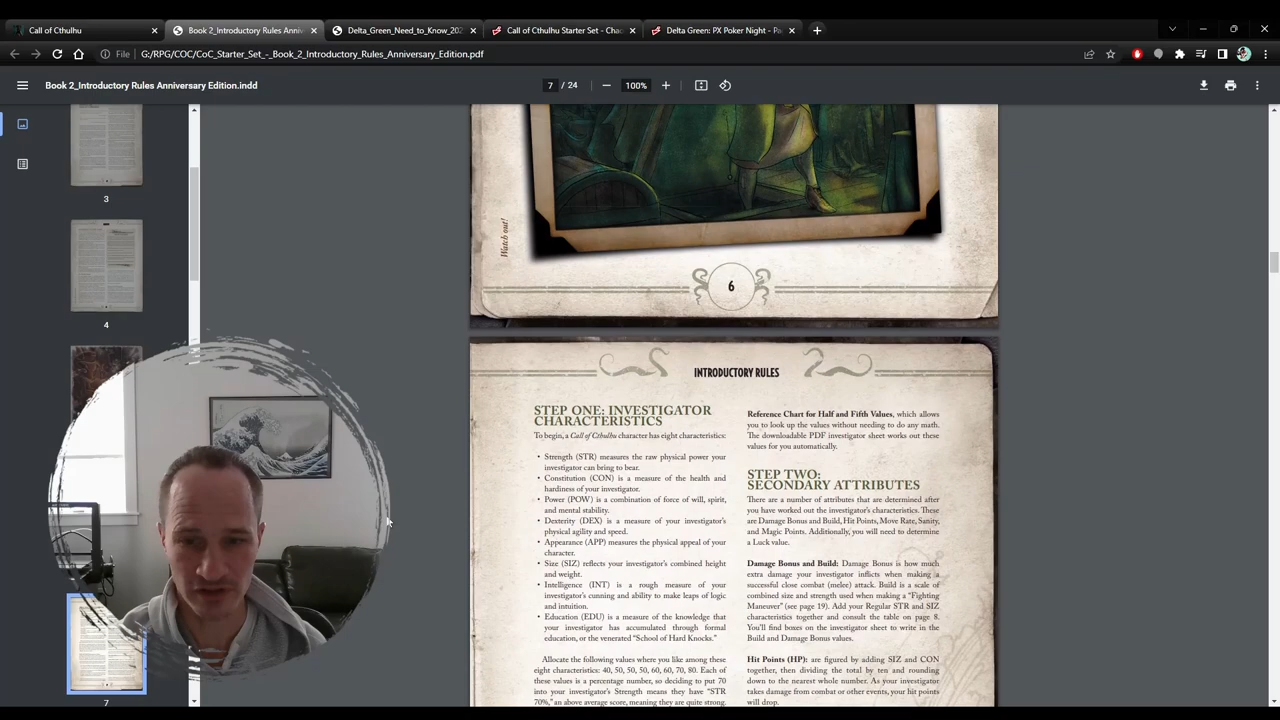 Call of Cthulhu
Book 2_Introductory Rules Anniv
Delta_Green_Need_to_Know_202
Call of Cthulhu Starter Set - Chao
Delta Green: PX Poker Night - Pa
File
G:/RPG/COC/CoC_Starter_Set_-_Book_2_Introductory_Rules_Anniversary_Edition.pdf
Book 2_Introductory Rules Anniversary Edition.indd
7 / 24
100%
3
4
7
Watch out!
6
INTRODUCTORY RULES
STEP ONE: INVESTIGATOR
CHARACTERISTICS
To begin, a Call of Cthulhu character has eight characteristics:
• Strength (STR) measures the raw physical power your
investigator can bring to bear.
• Constitution (CON) is a measure of the health and
hardiness of your investigator.
• Power (POW) is a combination of force of will, spirit,
and mental stability.
• Dexterity (DEX) is a measure of your investigator's
physical agility and speed.
• Appearance (APP) measures the physical appeal of your
character.
• Size (SIZ) reflects your investigator's combined height
and weight.
• Intelligence (INT) is a rough measure of your
investigator's cunning and ability to make leaps of logic
and intuition.
• Education (EDU) is a measure of the knowledge that
your investigator has accumulated through formal
education, or the venerated "School of Hard Knocks."
Allocate the following values where you like among these
eight characteristics: 40, 50, 50, 50, 60, 60, 70, 80. Each of
these values is a percentage number, so deciding to put 70
into your investigator's Strength means they have "STR
70%," an above average score, meaning they are quite strong.
Reference Chart for Half and Fifth Values, which allows
you to look up the values without needing to do any math.
The downloadable PDF investigator sheet works out these
values for you automatically.
STEP TWO:
SECONDARY ATTRIBUTES
There are a number of attributes that are determined after
you have worked out the investigator's characteristics. These
are Damage Bonus and Build, Hit Points, Move Rate, Sanity,
and Magic Points. Additionally, you will need to determine
a Luck value.
Damage Bonus and Build: Damage Bonus is how much
extra damage your investigator inflicts when making a
successful close combat (melee) attack. Build is a scale of
combined size and strength used when making a "Fighting
Maneuver" (see page 19). Add your Regular STR and SIZ
characteristics together and consult the table on page 8.
You'll find boxes on the investigator sheet to write in the
Build and Damage Bonus values.
Hit Points (HP): are figured by adding SIZ and CON
together, then dividing the total by ten and rounding
down to the nearest whole number. As your investigator
takes damage from combat or other events, your hit points
will drop.